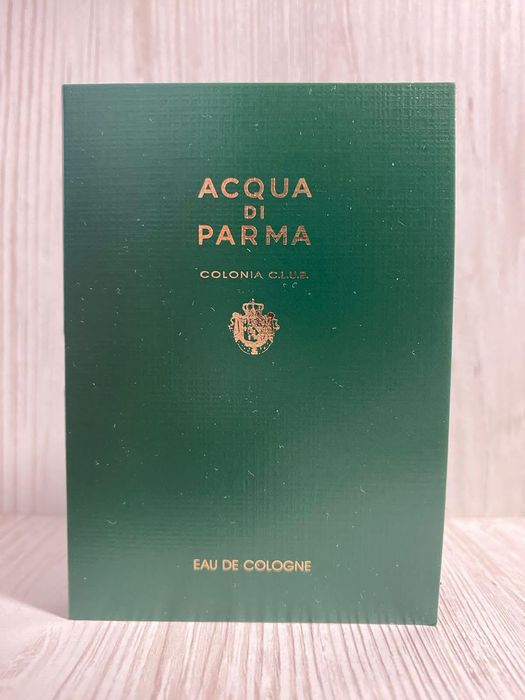 ACQUA
DI
PARMA
COLONIA C.L.U.B.
EAU DE COLOGNE